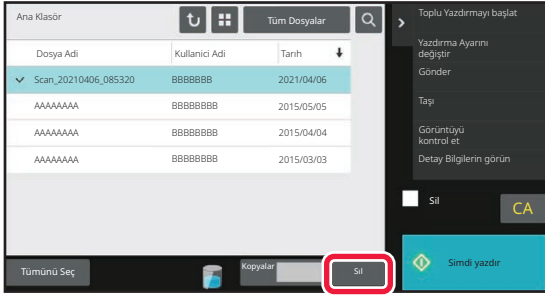 Ana Klasör
Tüm Dosyalar
Dosya Adi
Kullanici Adi
Tarıh
Scan_20210406_085320
BBBBBBB
2021/04/06
AAAAAAAA
BBBBBBBB
2015/05/05
AAAAAAAA
BBBBBBBB
2015/04/04
AAAAAAAA
BBBBBBBB
2015/03/03
Tümünü Seç
Kopyalar
Sıl
Toplu Yazdırmayı başlat
Yazdırma Ayarını
değiştir
Gönder
Taşı
Görüntüyü
kontrol et
Detay Bilgilerin görün
Sil
CA
Simdi yazdır